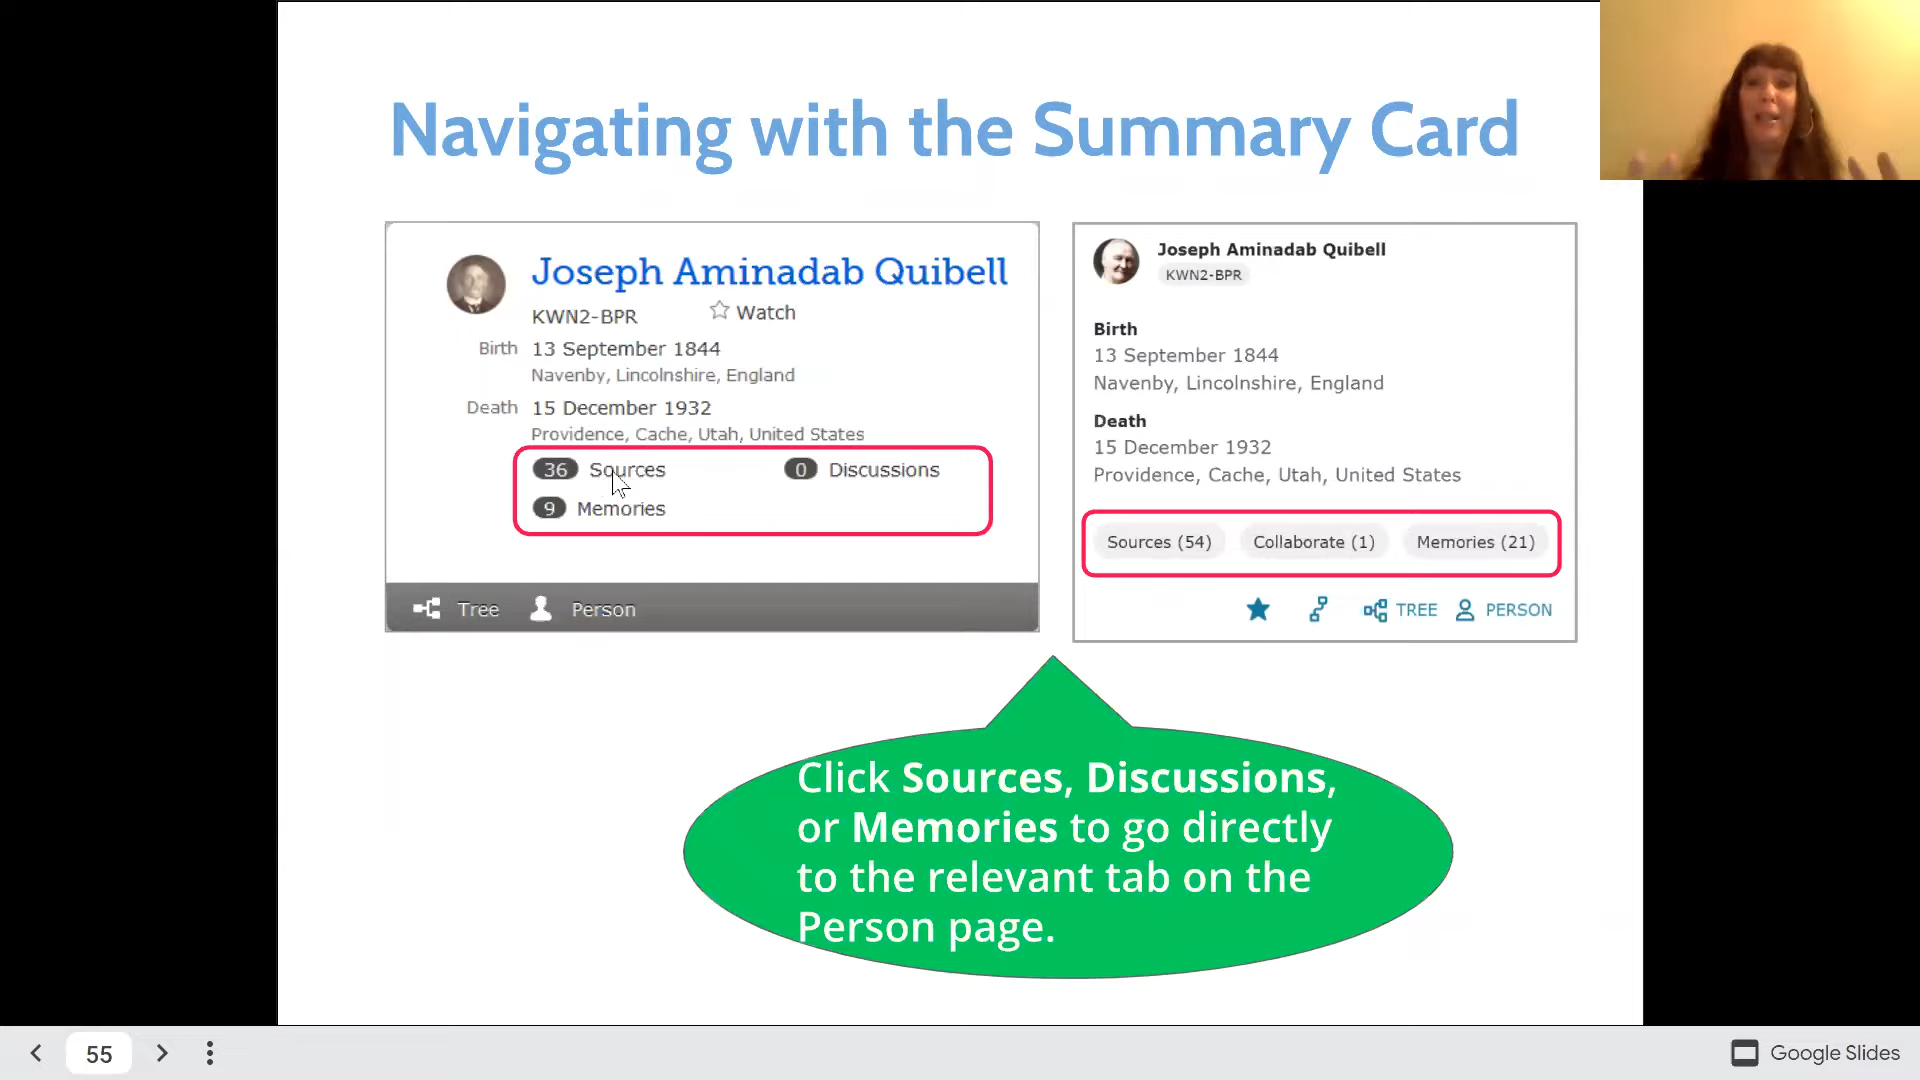 Navigating with the Summary Card
Joseph Aminadab Quibell
KWN2-BPR
Watch
Birth 13 September 1844
Navenby, Lincolnshire, England
Death 15 December 1932
Providence, Cache, Utah, United States
36 Sources
0 Discussions
9 Memories
Tree
Person
Joseph Aminadab Quibell
KWN2-BPR
Birth
13 September 1844
Navenby, Lincolnshire, England
Death
15 December 1932
Providence, Cache, Utah, United States
Sources (54)
Collaborate (1)
Memories (21)
TREE
PERSON
Click Sources, Discussions,
or Memories to go directly
to the relevant tab on the
Person page.
55
Google Slides